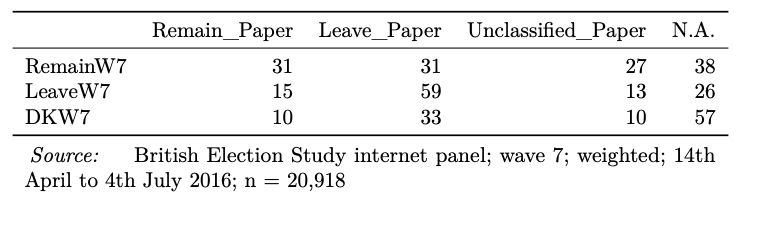 Remain_Paper Leave_Paper Unclassified_Paper N.A.
RemainW7 31 31 27 38
LeaveW7 15 59 13 26
DKW7 10 33 10 57
Source: British Election Study internet panel; wave 7; weighted; 14th
April to 4th July 2016; n = 20,918